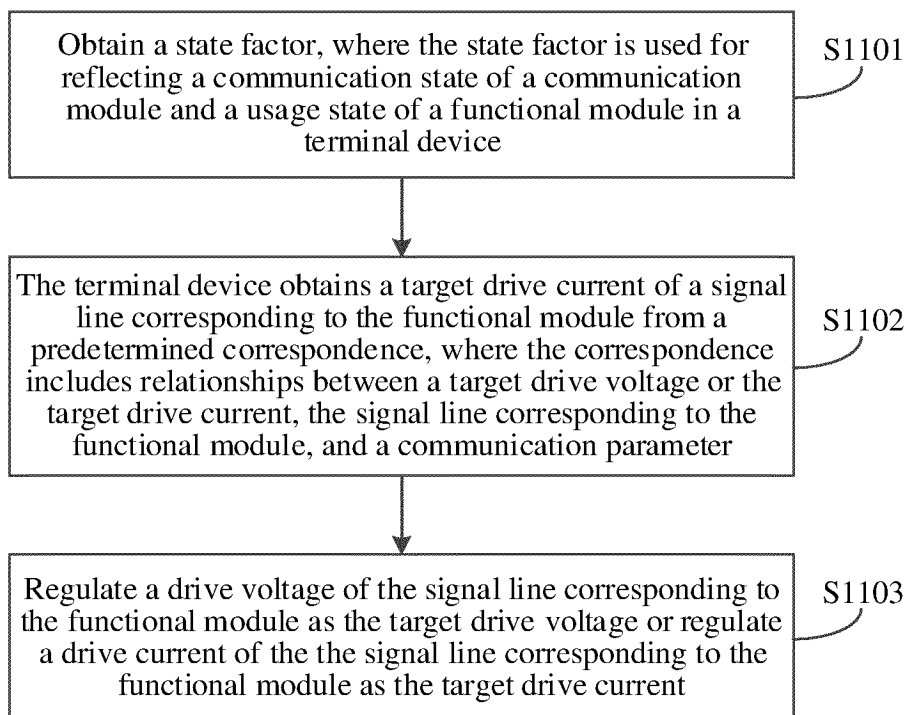 Obtain a state factor, where the state factor is used for
reflecting a communication state of a communication
module and a usage state of a functional module in a
terminal device
S1101
The terminal device obtains a target drive current of a signal
line corresponding to the functional module from a
predetermined correspondence, where the correspondence
includes relationships between a target drive voltage or the
target drive current, the signal line corresponding to the
functional module, and a communication parameter
S1102
Regulate a drive voltage of the signal line corresponding to
the functional module as the target drive voltage or regulate
a drive current of the the signal line corresponding to the
functional module as the target drive current
S1103